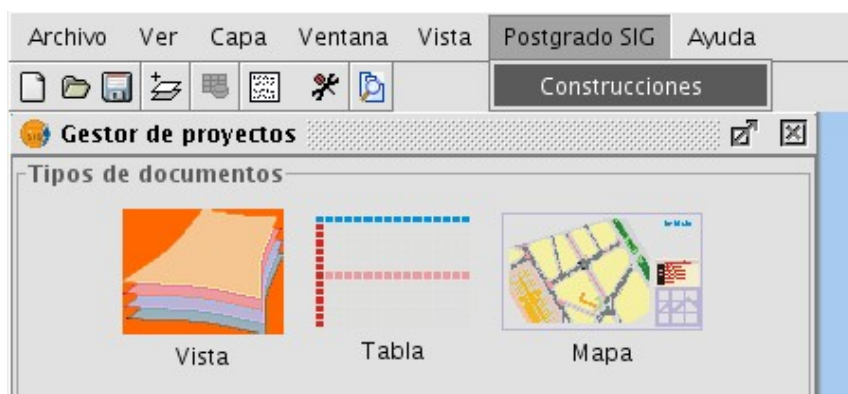 Archivo Ver Capa Ventana Vista Postgrado SIG Ayuda
Construcciones
Gestor de proyectos
Tipos de documentos
Vista Tabla Mapa